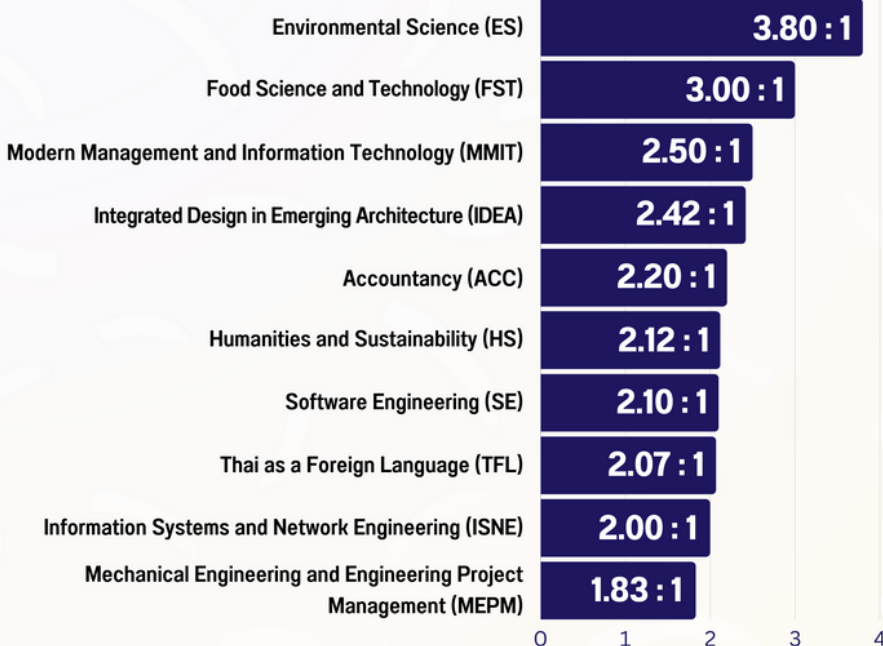 Environmental Science (ES)
3.80 : 1
Food Science and Technology (FST)
3.00 : 1
Modern Management and Information Technology (MMIT)
2.50 : 1
Integrated Design in Emerging Architecture (IDEA)
2.42 : 1
Accountancy (ACC)
2.20 : 1
Humanities and Sustainability (HS)
2.12 : 1
Software Engineering (SE)
2.10 : 1
Thai as a Foreign Language (TFL)
2.07 : 1
Information Systems and Network Engineering (ISNE)
2.00 : 1
Mechanical Engineering and Engineering Project
Management (MEPM)
1.83 : 1
0 1 2 3 4